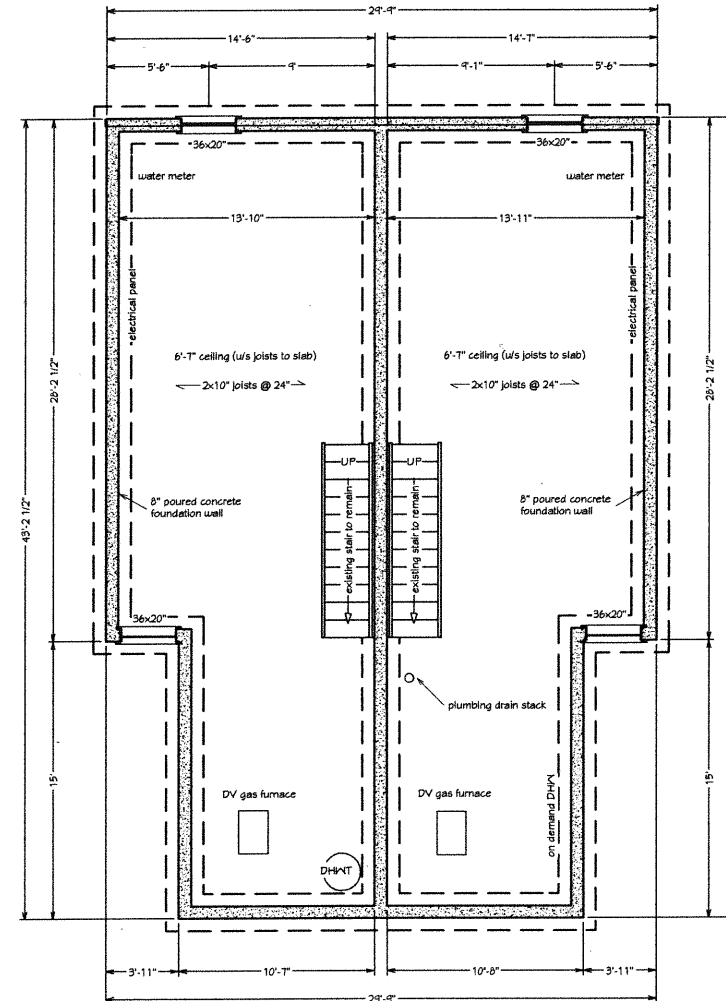 29'-9"
14'-6"
14'-7"
5'-6"
9'
9'-1"
5'-6"
36x20"
36x20"
water meter
water meter
13'-10"
13'-11"
electrical panel
electrical panel
6'-7" ceiling (u/s joists to slab)
6'-7" ceiling (u/s joists to slab)
2x10" joists @ 24"
2x10" joists @ 24"
28'-2 1/2"
28'-2 1/2"
43'-2 1/2"
UP
UP
existing stair to remain
existing stair to remain
8" poured concrete
foundation wall
8" poured concrete
foundation wall
36x20"
36x20"
plumbing drain stack
15'
15'
DV gas furnace
DV gas furnace
on demand DHW
DHWT
3'-11"
10'-7"
10'-8"
3'-11"
29'-9"